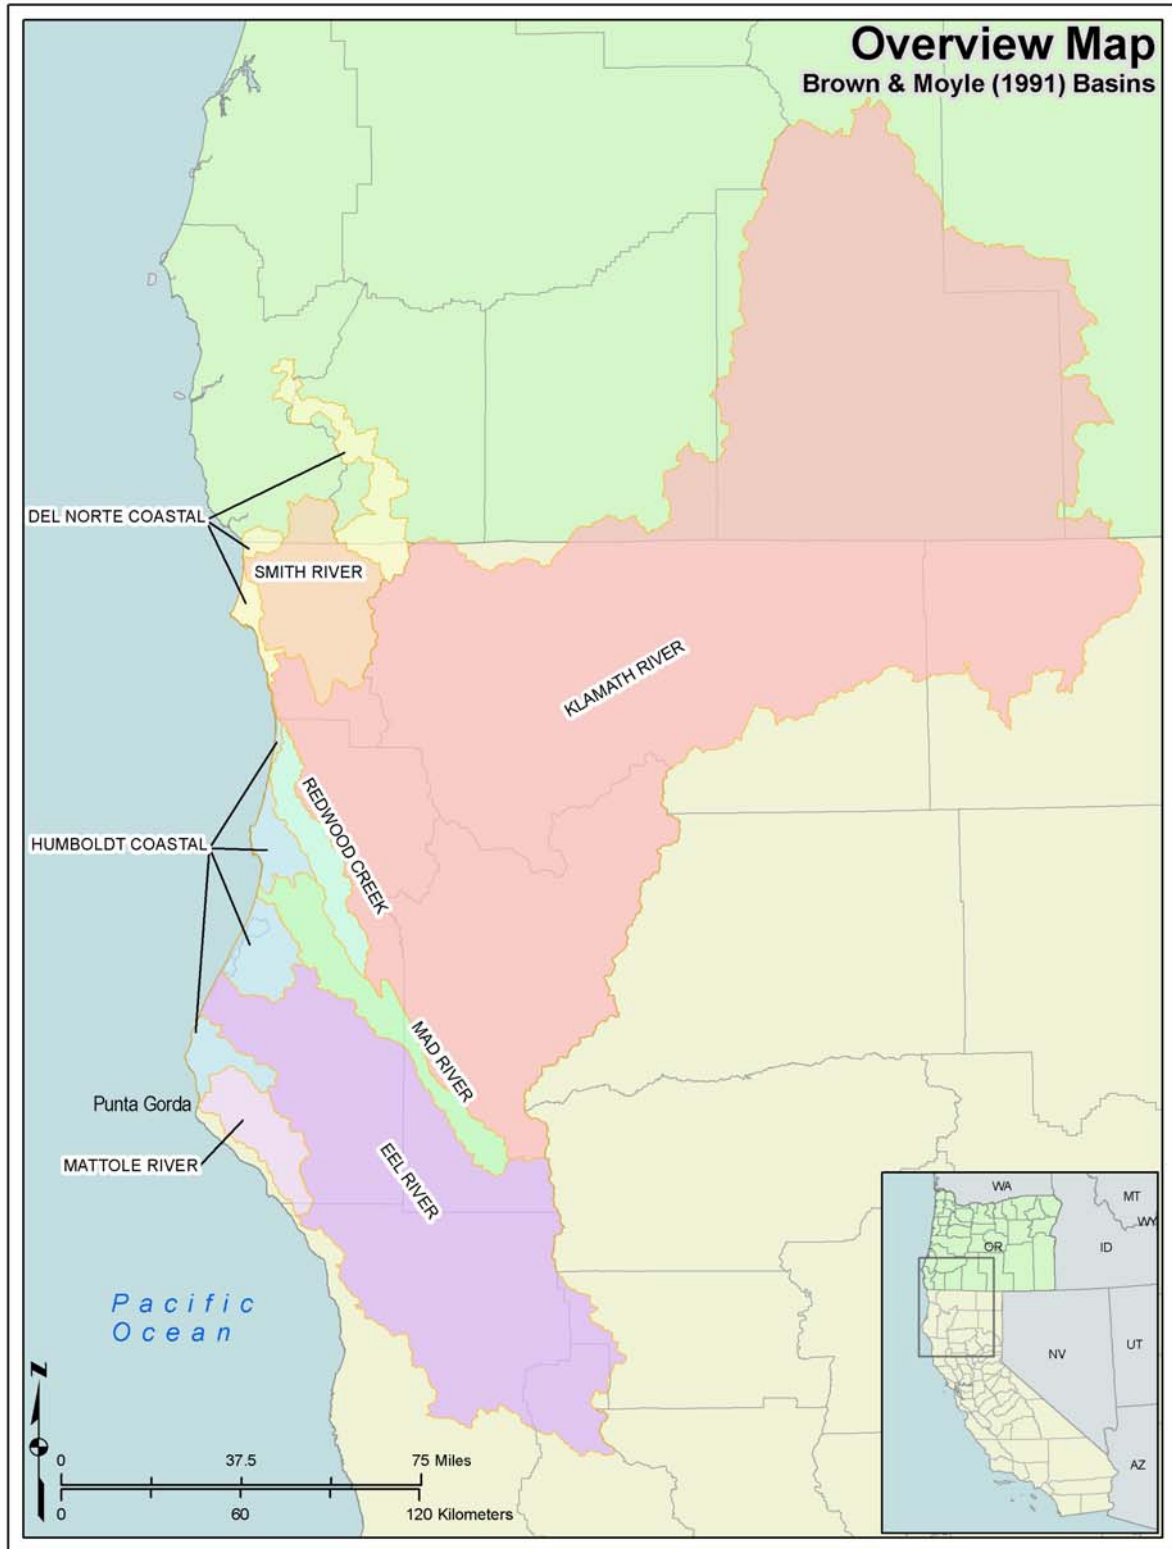 Overview Map
Brown & Moyle (1991) Basins
DEL NORTE COASTAL
SMITH RIVER
KLAMATH RIVER
REDWOOD CREEK
HUMBOLDT COASTAL
MAD RIVER
Punta Gorda
MATTOLE RIVER
EEL RIVER
Pacific
Ocean
WA
MT
WY
OR
ID
NV
UT
AZ
N
0 37.5 75 Miles
0 60 120 Kilometers